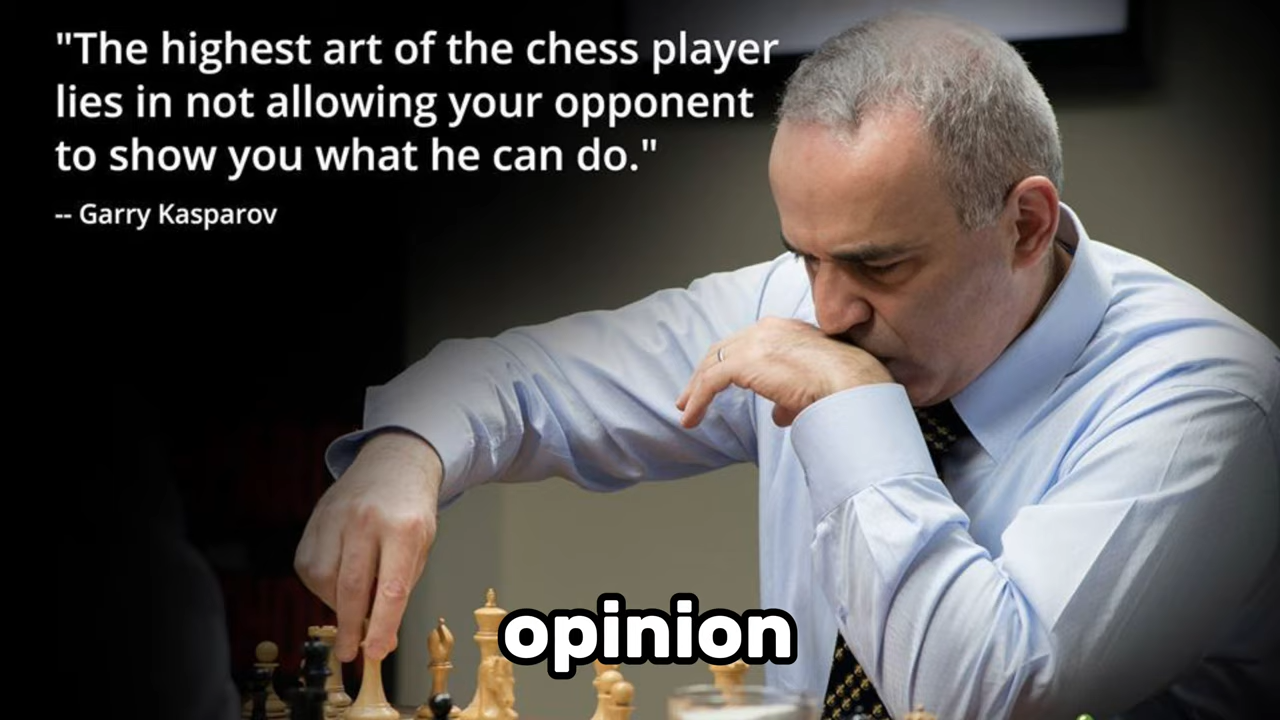 "The highest art of the chess player
lies in not allowing your opponent
to show you what he can do."
-- Garry Kasparov
opinion